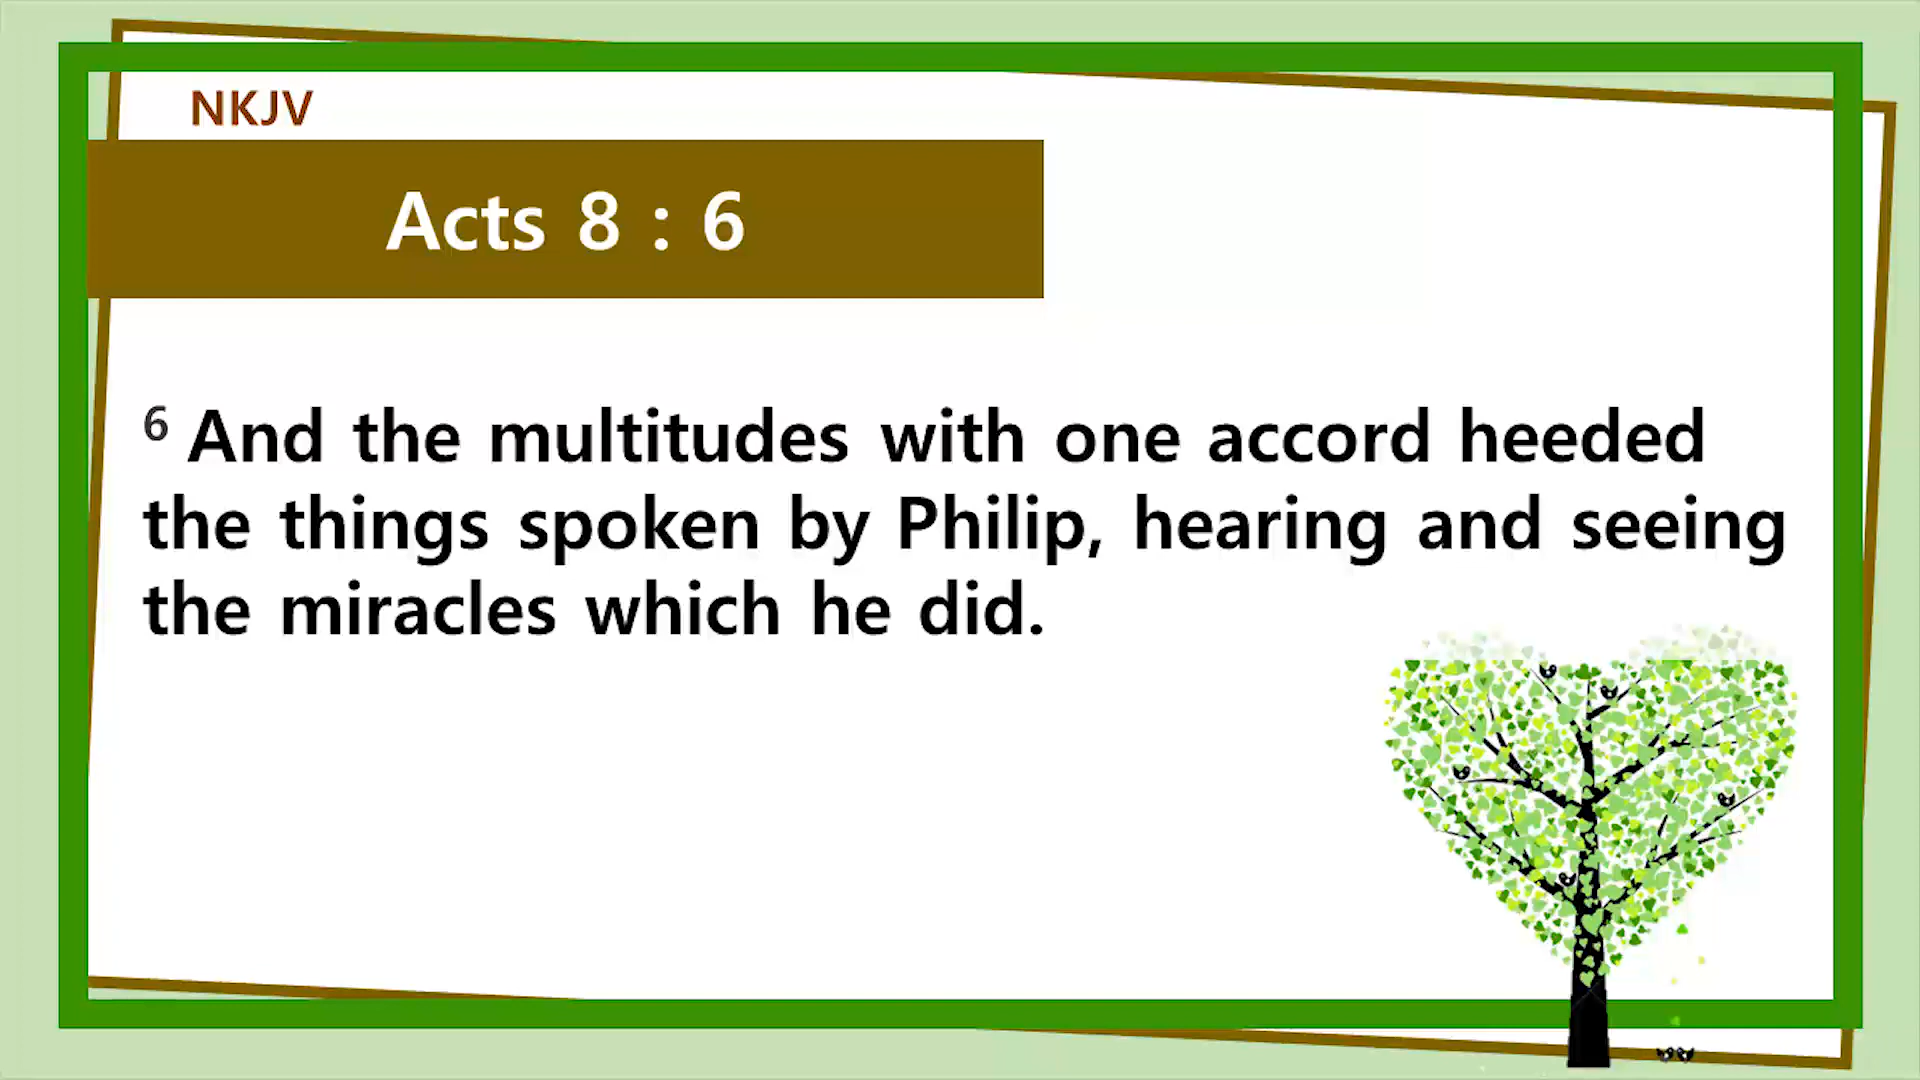 NKJV
Acts 8 : 6
6 And the multitudes with one accord heeded
the things spoken by Philip, hearing and seeing
the miracles which he did.